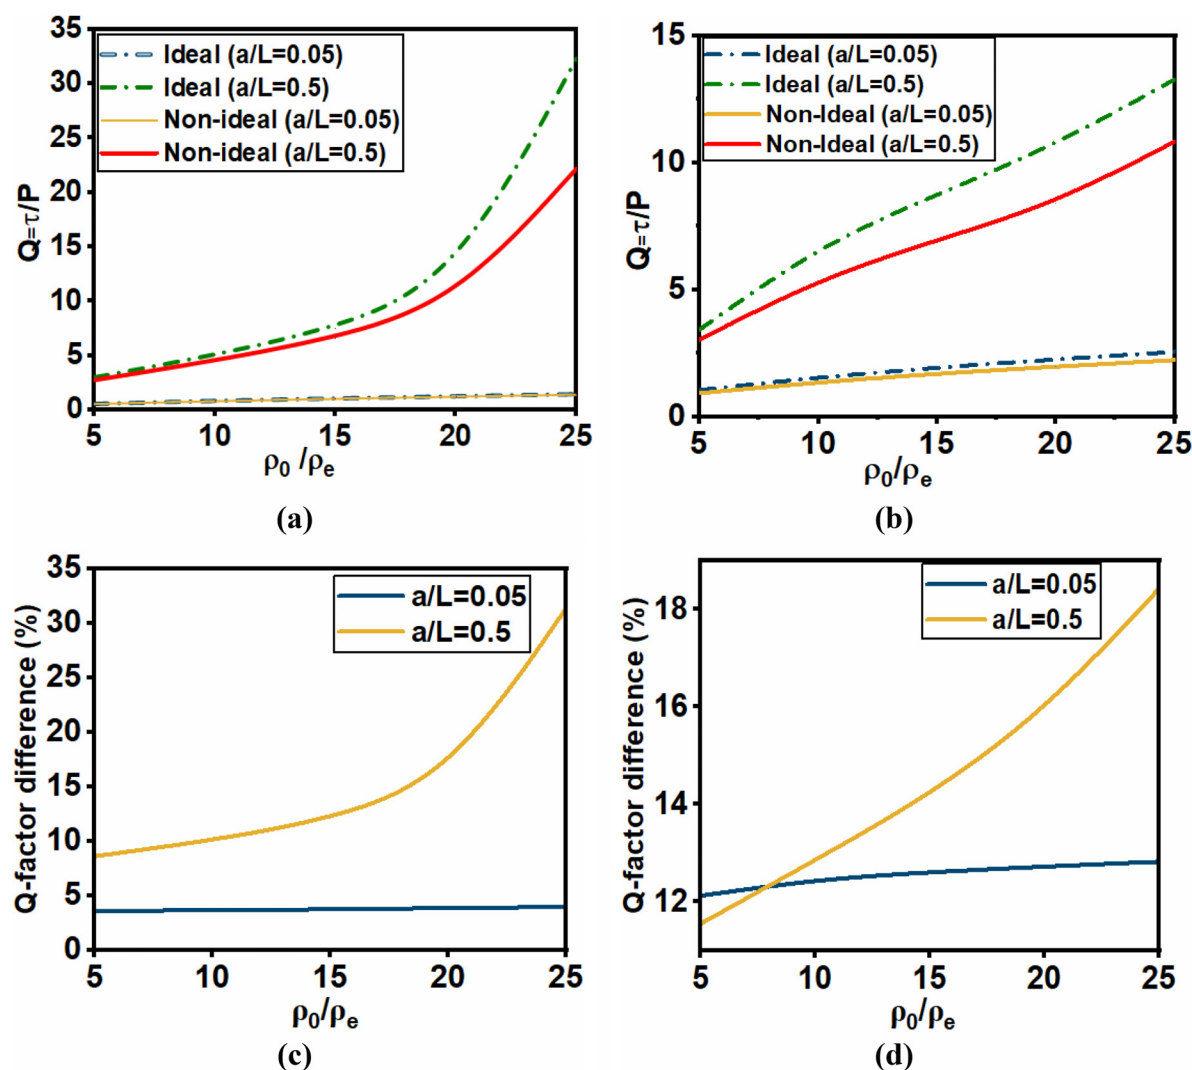 35
30
25
20
15
10
5
0
Q=τ/P
Ideal (a/L=0.05)
Ideal (a/L=0.5)
Non-ideal (a/L=0.05)
Non-ideal (a/L=0.5)
5 10 15 20 25
ρ₀ /ρₑ
(a)
15
10
5
0
Q=τ/P
Ideal (a/L=0.05)
Ideal (a/L=0.5)
Non-Ideal (a/L=0.05)
Non-Ideal (a/L=0.5)
5 10 15 20 25
ρ₀/ρₑ
(b)
35
30
25
20
15
10
5
0
Q-factor difference (%)
a/L=0.05
a/L=0.5
5 10 15 20 25
ρ₀/ρₑ
(c)
18
16
14
12
Q-factor difference (%)
a/L=0.05
a/L=0.5
5 10 15 20 25
ρ₀/ρₑ
(d)